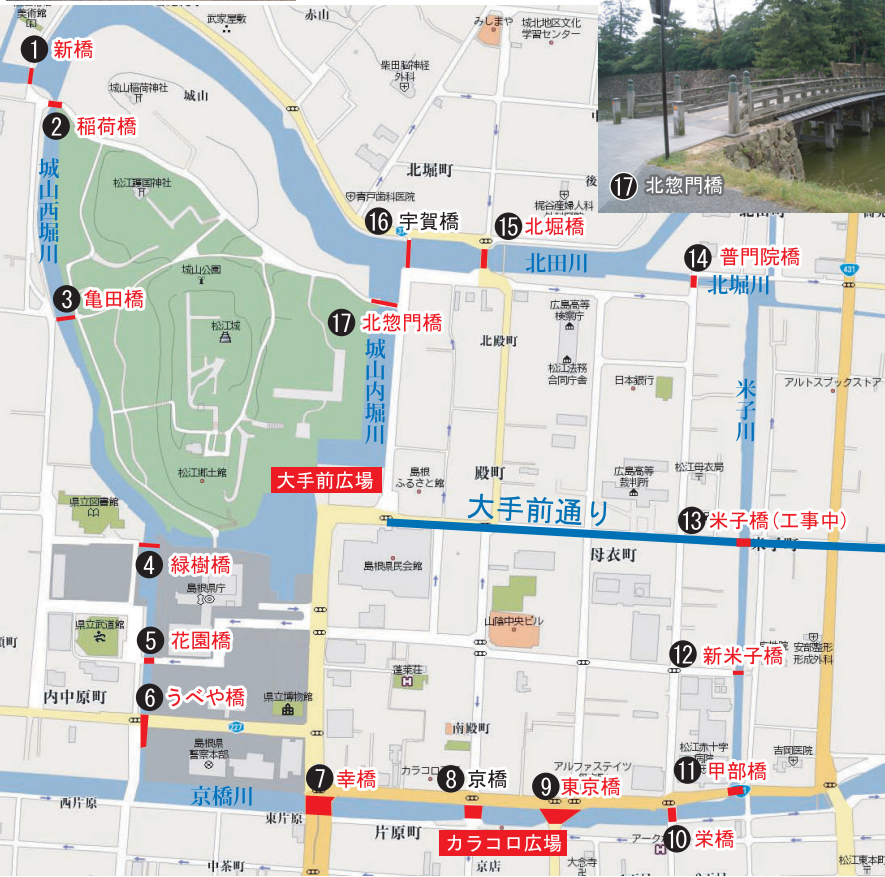 美術館
武家屋敷
赤山
みしまや
城北地区文化
学習センター
❶ 新橋
柴田脳神経
外科
城山稲荷神社
城山
❷ 稲荷橋
城山西堀川
松江護国神社
北堀町
青戸歯科医院
梶谷産婦人科
⓱ 北惣門橋
⓰ 宇賀橋
⓯ 北堀橋
北田川
⓮ 普門院橋
北堀川
431
城山公園
❸ 亀田橋
松江城
⓱ 北惣門橋
城山内堀川
広島高等
検察庁
北殿町
松江法務
合同庁舎
日本銀行
米子川
アルトスブックストア
松江郷土館
大手前広場
島根
ふるさと館
殿町
広島高等
裁判所
松江母衣局
県立図書館
大手前通り
⓭ 米子橋(工事中)
米子町
❹ 緑樹橋
島根県民会館
母衣町
島根県庁
県立武道館
山陰中央ビル
❺ 花園橋
⓬ 新米子橋
安部整形
形成外科
蓬莱荘
内中原町
❻ うべや橋
県立博物館
227
南殿町
島根県
警察本部
松江赤十字
病院
吉岡医院
カラコロ
アルファステイツ
❼ 幸橋
❽ 京橋
❾ 東京橋
⓫ 甲部橋
京橋川
西片原
東片原
片原町
カラコロ広場
❿ 栄橋
アーク
中茶町
京店
大念寺
松江東本町